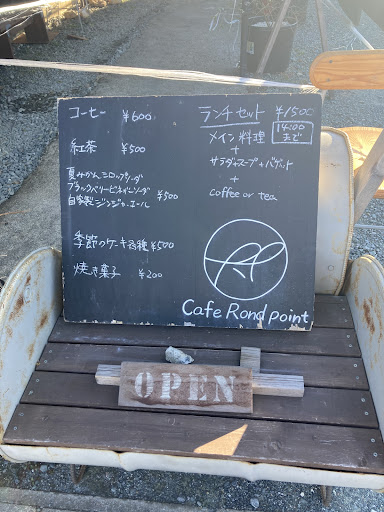 コーヒー ¥600
紅茶 ¥500
夏みかんシロップソーダ
ブラックベリービネガーソーダ ¥500
自家製ジンジャーエール
季節のケーキ各種 ¥500
焼き菓子 ¥200
ランチセット ¥1500
メイン料理 14:00まで
+
サラダ+スープ+バゲット
+
coffee or tea
Cafe Rond point
OPEN